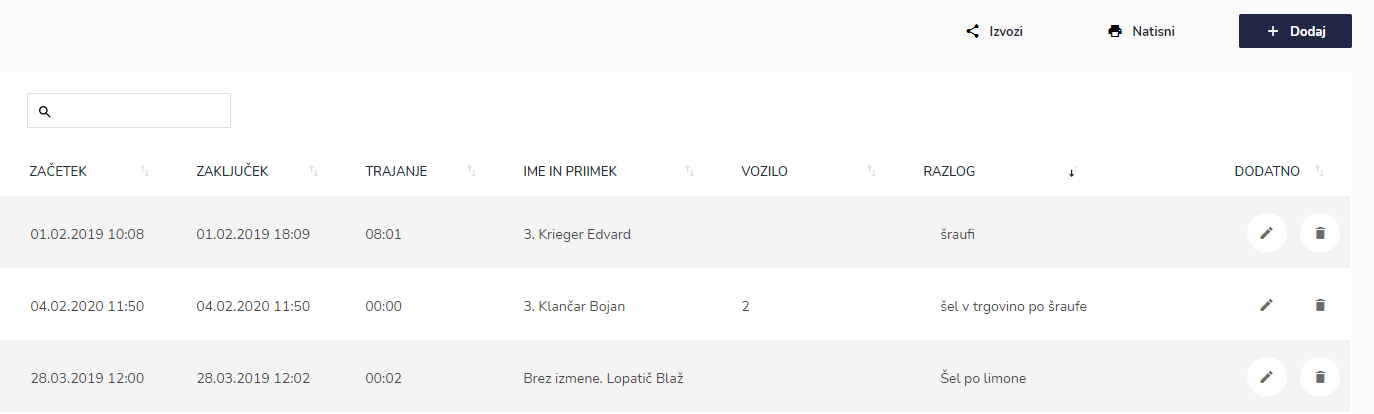 Izvozi Natisni + Dodaj
ZAČETEK ZAKLJUČEK TRAJANJE IME IN PRIIMEK VOZILO RAZLOG DODATNO
01.02.2019 10:08 01.02.2019 18:09 08:01 3. Krieger Edvard šraufi
04.02.2020 11:50 04.02.2020 11:50 00:00 3. Klančar Bojan 2 šel v trgovino po šraufe
28.03.2019 12:00 28.03.2019 12:02 00:02 Brez izmene. Lopatič Blaž Šel po limone